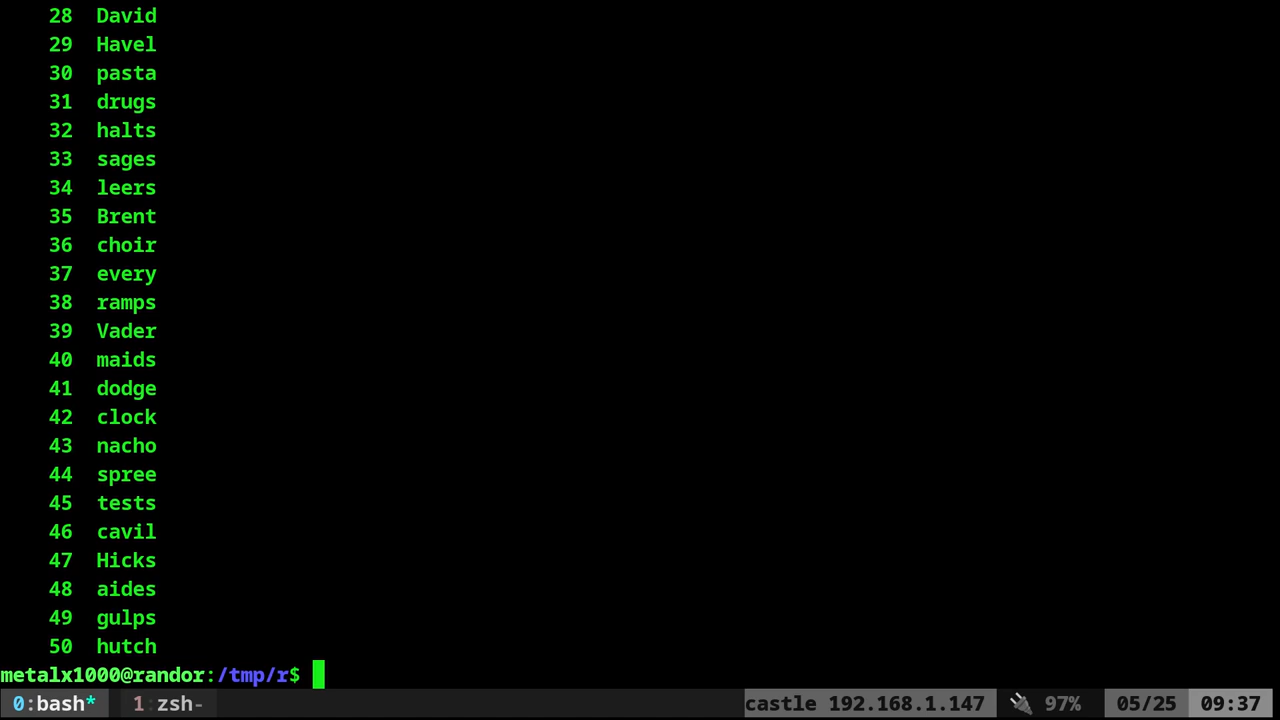 28 David
29 Havel
30 pasta
31 drugs
32 halts
33 sages
34 leers
35 Brent
36 choir
37 every
38 ramps
39 Vader
40 maids
41 dodge
42 clock
43 nacho
44 spree
45 tests
46 cavil
47 Hicks
48 aides
49 gulps
50 hutch
metalx1000@randor:/tmp/r$
0:bash* 1:zsh- castle 192.168.1.147 🔌 97% 05/25 09:37